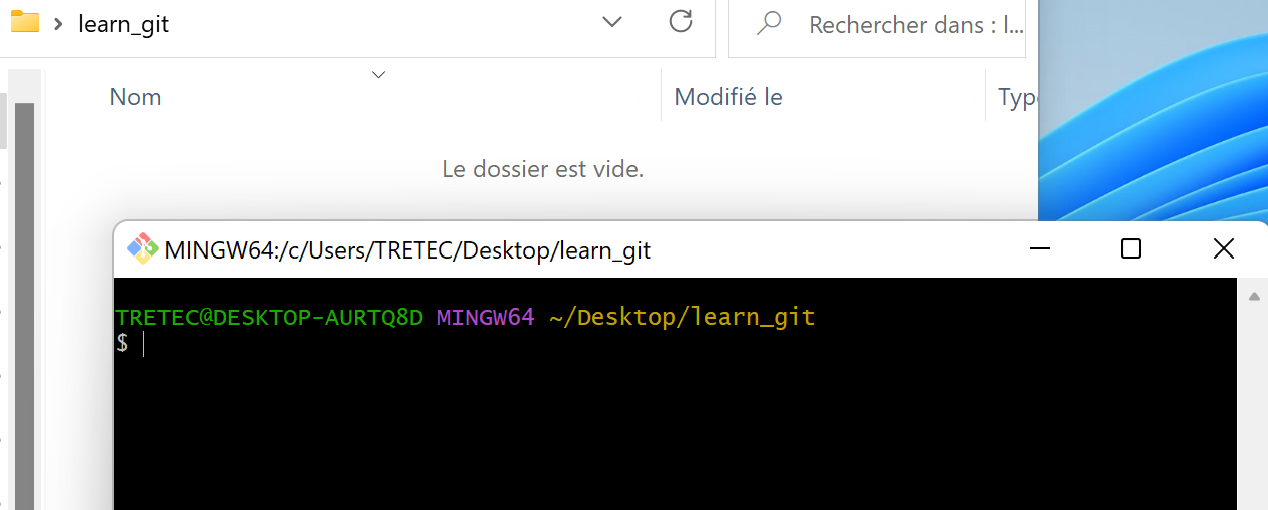 learn_git
Rechercher dans : l...
Nom
Modifié le
Type
Le dossier est vide.
MINGW64:/c/Users/TRETEC/Desktop/learn_git
TRETEC@DESKTOP-AURTQ8D MINGW64 ~/Desktop/learn_git
$